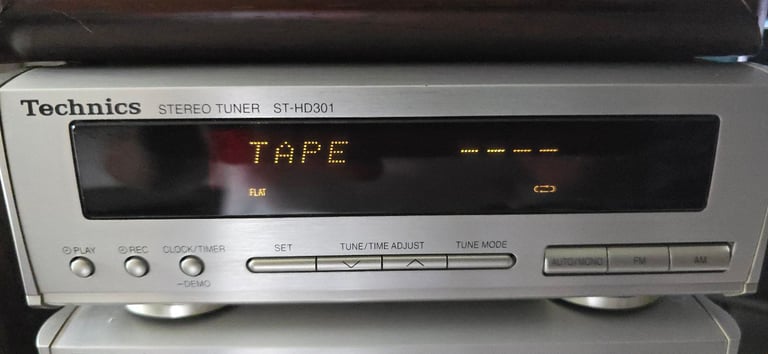 Technics STEREO TUNER ST-HD301
TAPE ----
FLAT
PLAY REC CLOCK/TIMER SET TUNE/TIME ADJUST TUNE MODE
AUTO/MONO FM AM
–DEMO